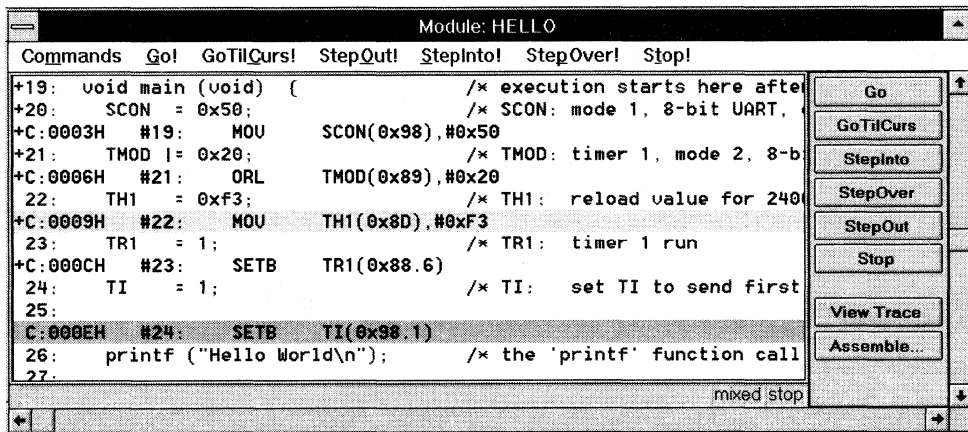 Module: HELLO
Commands Go! GoTilCurs! StepOut! StepInto! StepOver! Stop!
+19: void main (void) { /* execution starts here afte
+20: SCON = 0x50; /* SCON: mode 1, 8-bit UART,
+C:0003H #19: MOV SCON(0x98),#0x50
+21: TMOD |= 0x20; /* TMOD: timer 1, mode 2, 8-b
+C:0006H #21: ORL TMOD(0x89),#0x20
22: TH1 = 0xf3; /* TH1: reload value for 240
+C:0009H #22: MOV TH1(0x8D),#0xF3
23: TR1 = 1; /* TR1: timer 1 run
+C:000CH #23: SETB TR1(0x88.6)
24: TI = 1; /* TI: set TI to send first
25:
C:000EH #24: SETB TI(0x98.1)
26: printf ("Hello World\n"); /* the 'printf' function call
27:
mixed stop
Go
GoTilCurs
StepInto
StepOver
StepOut
Stop
View Trace
Assemble...